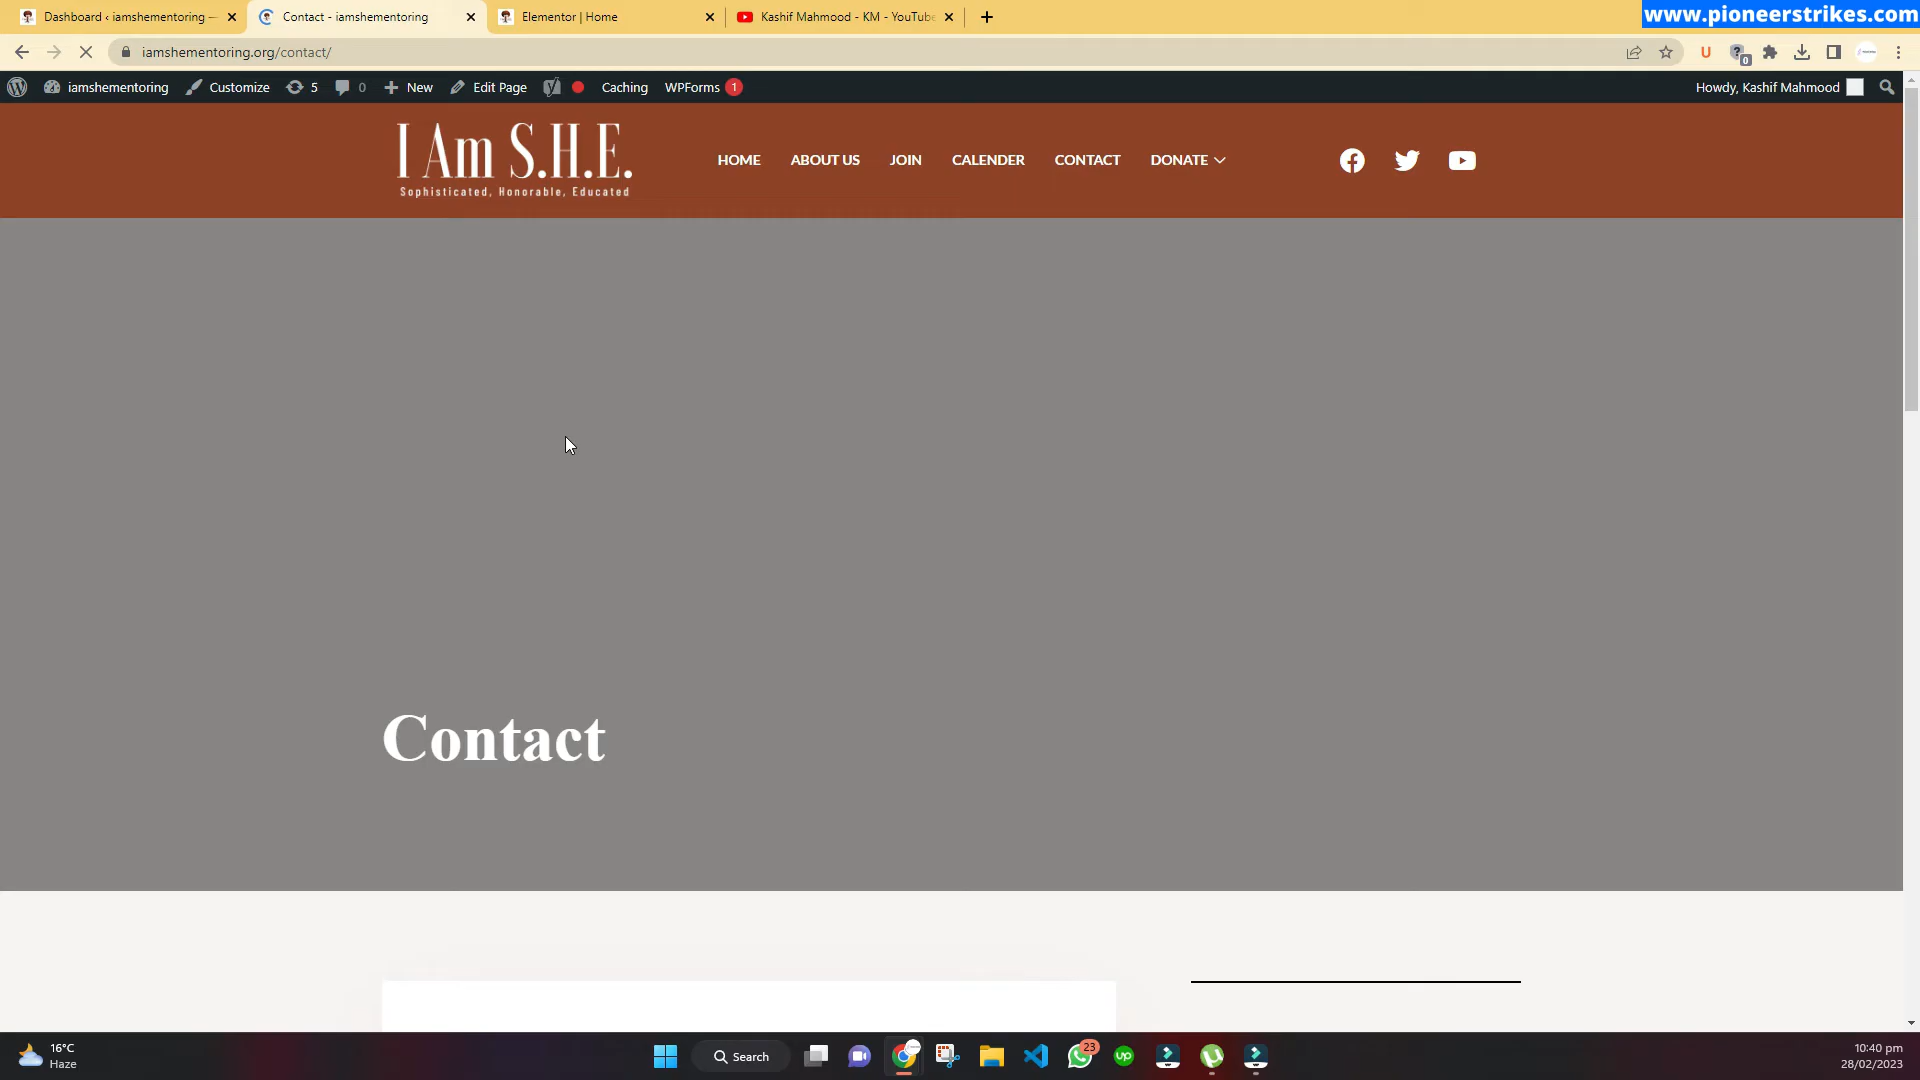 Dashboard ‹ iamshementoring —
Contact - iamshementoring
Elementor | Home
Kashif Mahmood - KM - YouTube
www.pioneerstrikes.com
iamshementoring.org/contact/
U
0
iamshementoring
Customize
5
0
New
Edit Page
Caching
WPForms 1
Howdy, Kashif Mahmood
I Am S.H.E.
Sophisticated, Honorable, Educated
HOME
ABOUT US
JOIN
CALENDER
CONTACT
DONATE
Contact
16°C
Haze
Search
23
up
10:40 pm
28/02/2023